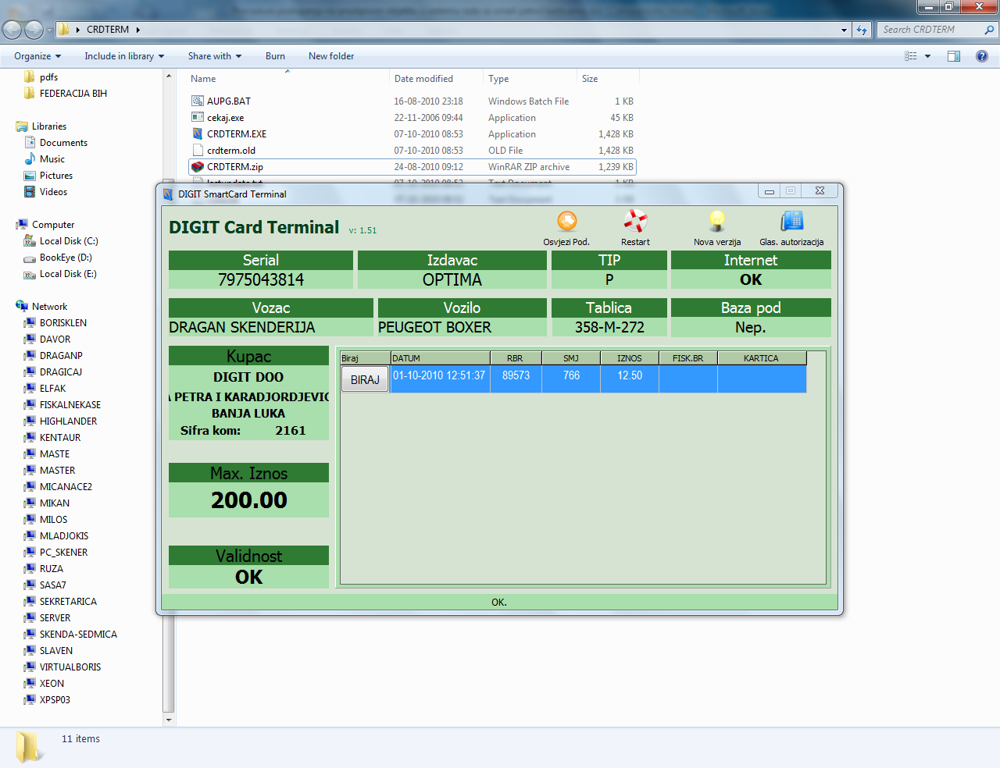 CRDTERM
Search CRDTERM
Organize Include in library Share with Burn New folder
pdfs
FEDERACIJA BIH
Libraries
Documents
Music
Pictures
Videos
Computer
Local Disk (C:)
BookEye (D:)
Local Disk (E:)
Network
BORISKLEN
DAVOR
DRAGANP
DRAGICAJ
ELFAK
FISKALNEKASE
HIGHLANDER
KENTAUR
MASTE
MASTER
MICANACE2
MIKAN
MILOS
MLADJOKIS
PC_SKENER
RUZA
SASA7
SEKRETARICA
SERVER
SKENDA-SEDMICA
SLAVEN
VIRTUALBORIS
XEON
XPSP03
Name Date modified Type Size
AUPG.BAT 16-08-2010 23:18 Windows Batch File 1 KB
cekaj.exe 22-11-2006 09:44 Application 45 KB
CRDTERM.EXE 07-10-2010 08:53 Application 1,428 KB
crdterm.old 07-10-2010 08:53 OLD File 1,428 KB
CRDTERM.zip 24-08-2010 09:12 WinRAR ZIP archive 1,239 KB
DIGIT SmartCard Terminal
DIGIT Card Terminal v: 1.51
Osvjezi Pod. Restart Nova verzija Glas. autorizacija
Serial Izdavac TIP Internet
7975043814 OPTIMA P OK
Vozac Vozilo Tablica Baza pod
DRAGAN SKENDERIJA PEUGEOT BOXER 358-M-272 Nep.
Kupac
DIGIT DOO
A PETRA I KARADJORDJEVIC
BANJA LUKA
Sifra kom: 2161
Max. Iznos
200.00
Validnost
OK
Biraj DATUM RBR SMJ IZNOS FISK.BR KARTICA
BIRAJ 01-10-2010 12:51:37 89573 766 12.50
OK.
11 items